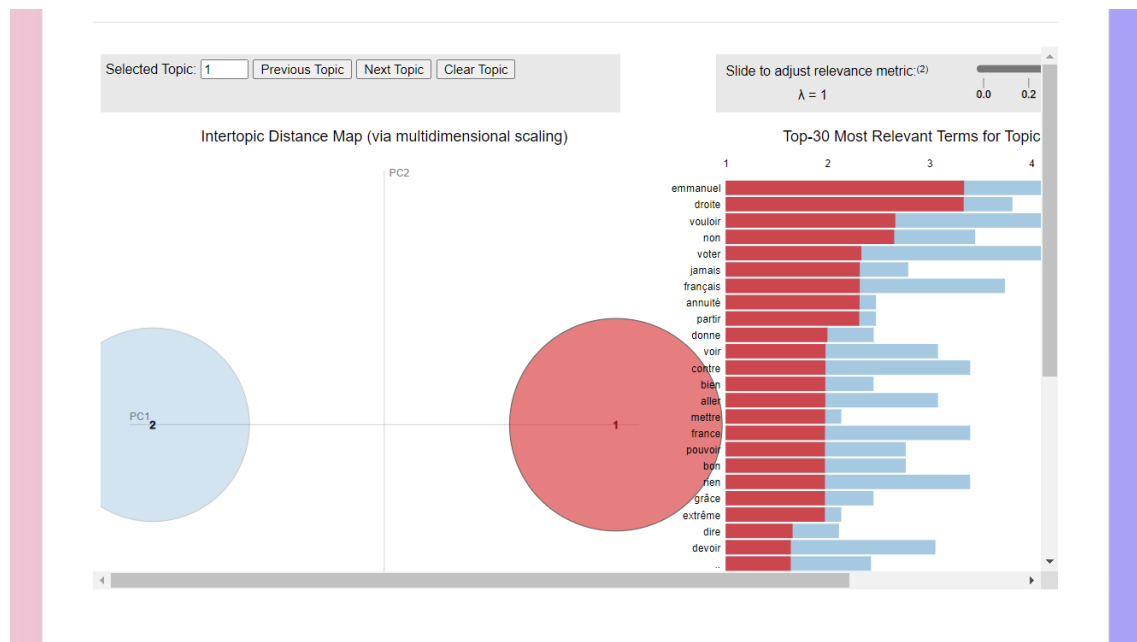 Selected Topic: 1 Previous Topic Next Topic Clear Topic
Slide to adjust relevance metric:(2)
λ = 1
0.0 0.2
Intertopic Distance Map (via multidimensional scaling)
PC2
PC1
2
1
Top-30 Most Relevant Terms for Topic
1 2 3 4
emmanuel
droite
vouloir
non
voter
jamais
français
annuité
partir
donne
voir
contre
bien
aller
mettre
france
pouvoir
bon
rien
grâce
extrême
dire
devoir
..